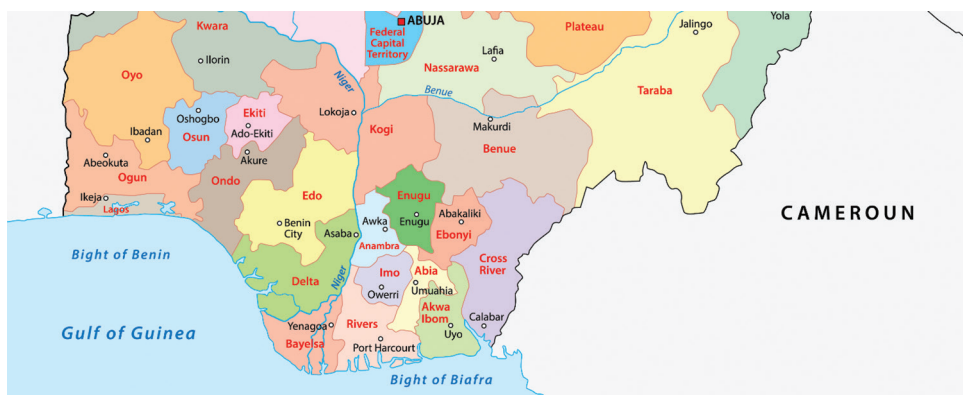 ABUJA
Federal
Capital
Territory
Kwara
Ilorin
Oyo
Niger
Lafia
Nassarawa
Plateau
Jalingo
Yola
Taraba
Benue
Oshogbo
Osun
Ekiti
Ado-Ekiti
Lokoja
Kogi
Makurdi
Benue
Ibadan
Akure
Abeokuta
Ogun
Ondo
Ikeja
Lagos
Edo
Benin
City
Enugu
Enugu
Awka
Anambra
Abakaliki
Ebonyi
Asaba
CAMEROUN
Bight of Benin
Delta
Niger
Imo
Owerri
Abia
Umuahia
Cross
River
Akwa
Ibom
Uyo
Calabar
Gulf of Guinea
Yenagoa
Bayelsa
Rivers
Port Harcourt
Bight of Biafra